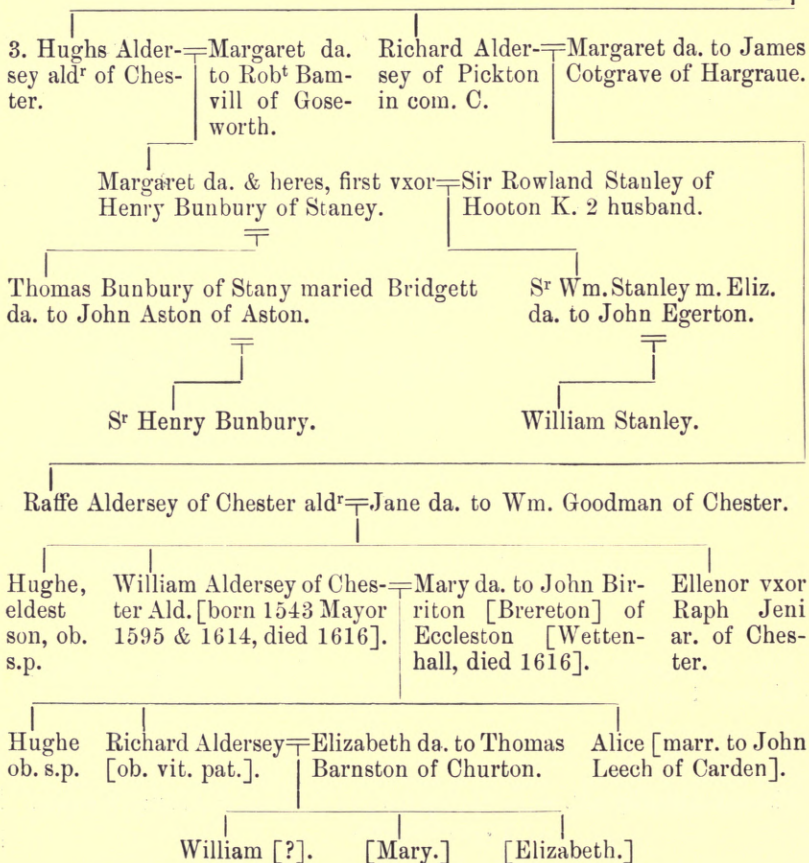 3. Hughs Alder-
sey ald^r of Ches-
ter.
Margaret da.
to Rob^t Bam-
vill of Gose-
worth.
Richard Alder-
sey of Pickton
in com. C.
Margaret da. to James
Cotgrave of Hargraue.
Margaret da. & heres, first vxor
Henry Bunbury of Staney.
Sir Rowland Stanley of
Hooton K. 2 husband.
Thomas Bunbury of Stany maried Bridgett
da. to John Aston of Aston.
S^r Wm. Stanley m. Eliz.
da. to John Egerton.
S^r Henry Bunbury.
William Stanley.
Raffe Aldersey of Chester ald^r
Jane da. to Wm. Goodman of Chester.
Hughe,
eldest
son, ob.
s.p.
William Aldersey of Ches-
ter Ald. [born 1543 Mayor
1595 & 1614, died 1616].
Mary da. to John Bir-
riton [Brereton] of
Eccleston [Wetten-
hall, died 1616].
Ellenor vxor
Raph Jeni
ar. of Ches-
ter.
Hughe
ob. s.p.
Richard Aldersey
[ob. vit. pat.].
Elizabeth da. to Thomas
Barnston of Churton.
Alice [marr. to John
Leech of Carden].
William [?].
[Mary.]
[Elizabeth.]